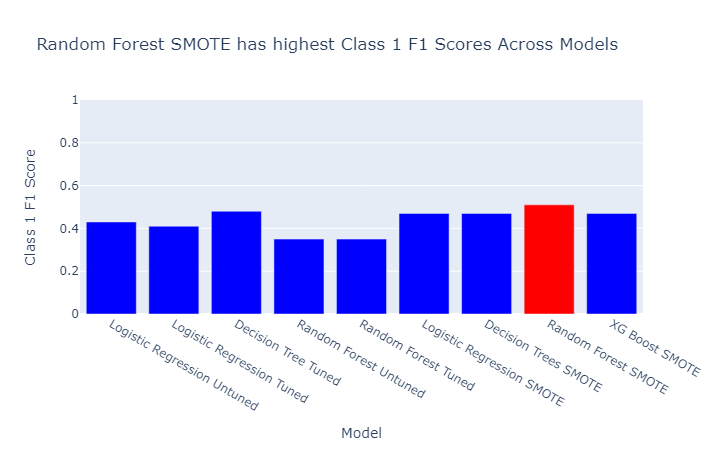 Random Forest SMOTE has highest Class 1 F1 Scores Across Models
Class 1 F1 Score
1
0.8
0.6
0.4
0.2
0
Logistic Regression Untuned
Logistic Regression Tuned
Decision Tree Tuned
Random Forest Untuned
Random Forest Tuned
Logistic Regression SMOTE
Decision Trees SMOTE
Random Forest SMOTE
XG Boost SMOTE
Model